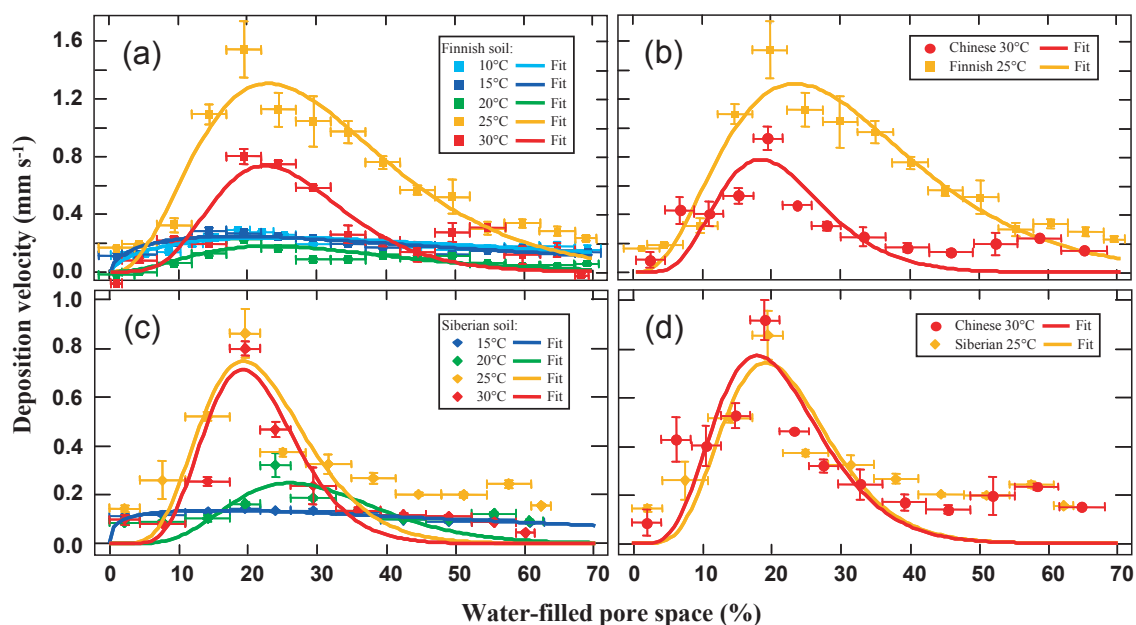 (a)
Finnish soil:
10°C Fit
15°C Fit
20°C Fit
25°C Fit
30°C Fit
(b)
Chinese 30°C Fit
Finnish 25°C Fit
1.6
1.2
0.8
0.4
0.0
(c)
Siberian soil:
15°C Fit
20°C Fit
25°C Fit
30°C Fit
(d)
Chinese 30°C Fit
Siberian 25°C Fit
1.0
0.8
0.6
0.4
0.2
0.0
0 10 20 30 40 50 60 70 0 10 20 30 40 50 60 70
Deposition velocity (mm s⁻¹)
Water-filled pore space (%)